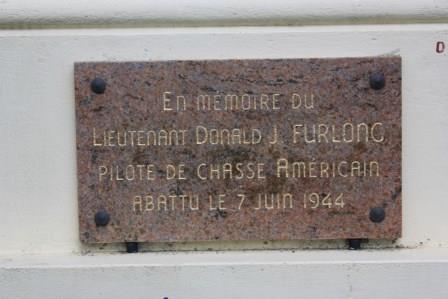 En mémoire du
Lieutenant Donald J. FURLONG
pilote de chasse Américain
abattu le 7 juin 1944